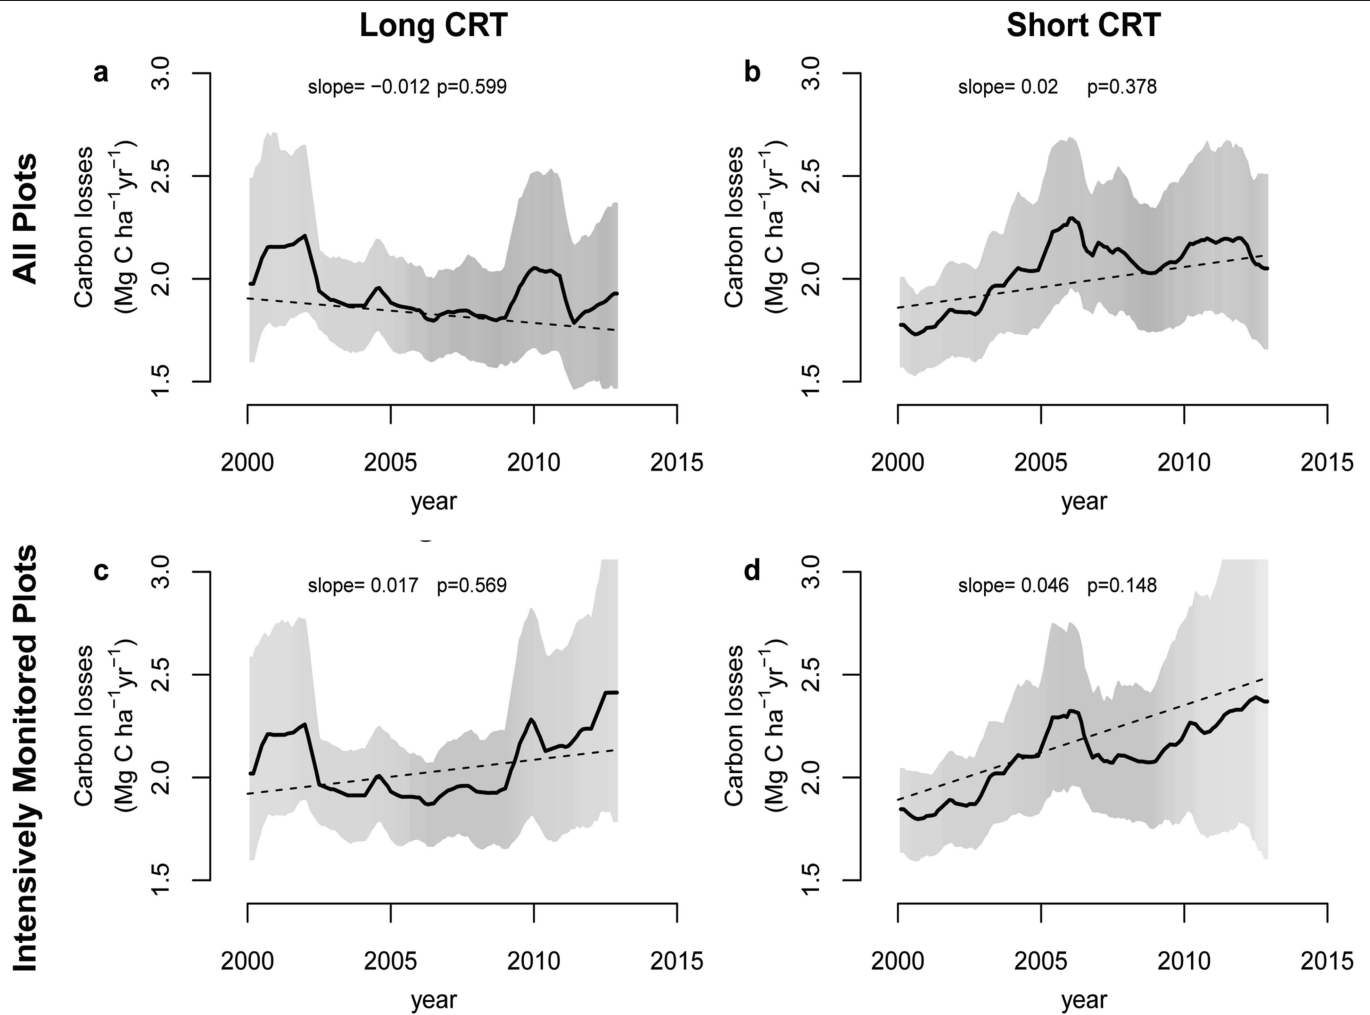 Long CRT
Short CRT
All Plots
Intensively Monitored Plots
a
slope= −0.012 p=0.599
Carbon losses
(Mg C ha−1yr−1)
3.0
2.5
2.0
1.5
2000 2005 2010 2015
year
b
slope= 0.02 p=0.378
Carbon losses
(Mg C ha−1yr−1)
3.0
2.5
2.0
1.5
2000 2005 2010 2015
year
c
slope= 0.017 p=0.569
Carbon losses
(Mg C ha−1yr−1)
3.0
2.5
2.0
1.5
2000 2005 2010 2015
year
d
slope= 0.046 p=0.148
Carbon losses
(Mg C ha−1yr−1)
3.0
2.5
2.0
1.5
2000 2005 2010 2015
year